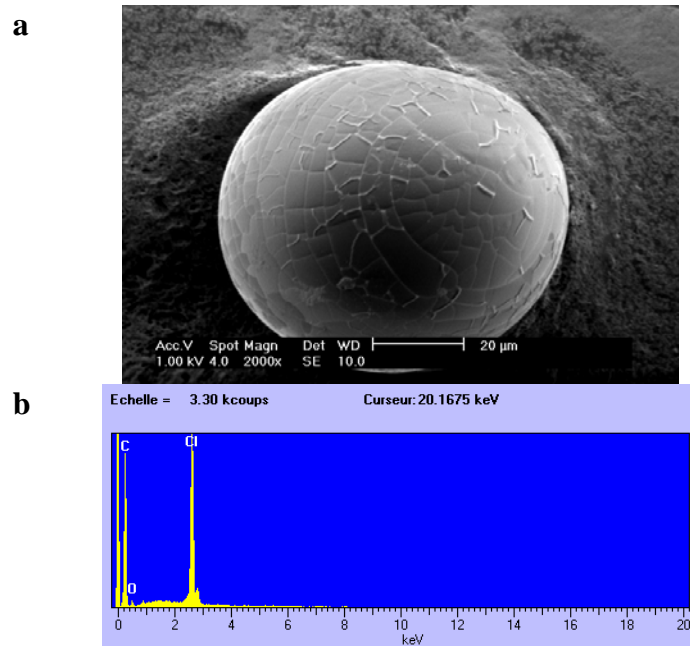 a
Acc.V Spot Magn Det WD 20 µm
1.00 kV 4.0 2000x SE 10.0
b
Echelle = 3.30 kcoups Curseur: 20.1675 keV
C Cl
O
0 2 4 6 8 10 12 14 16 18 20
keV